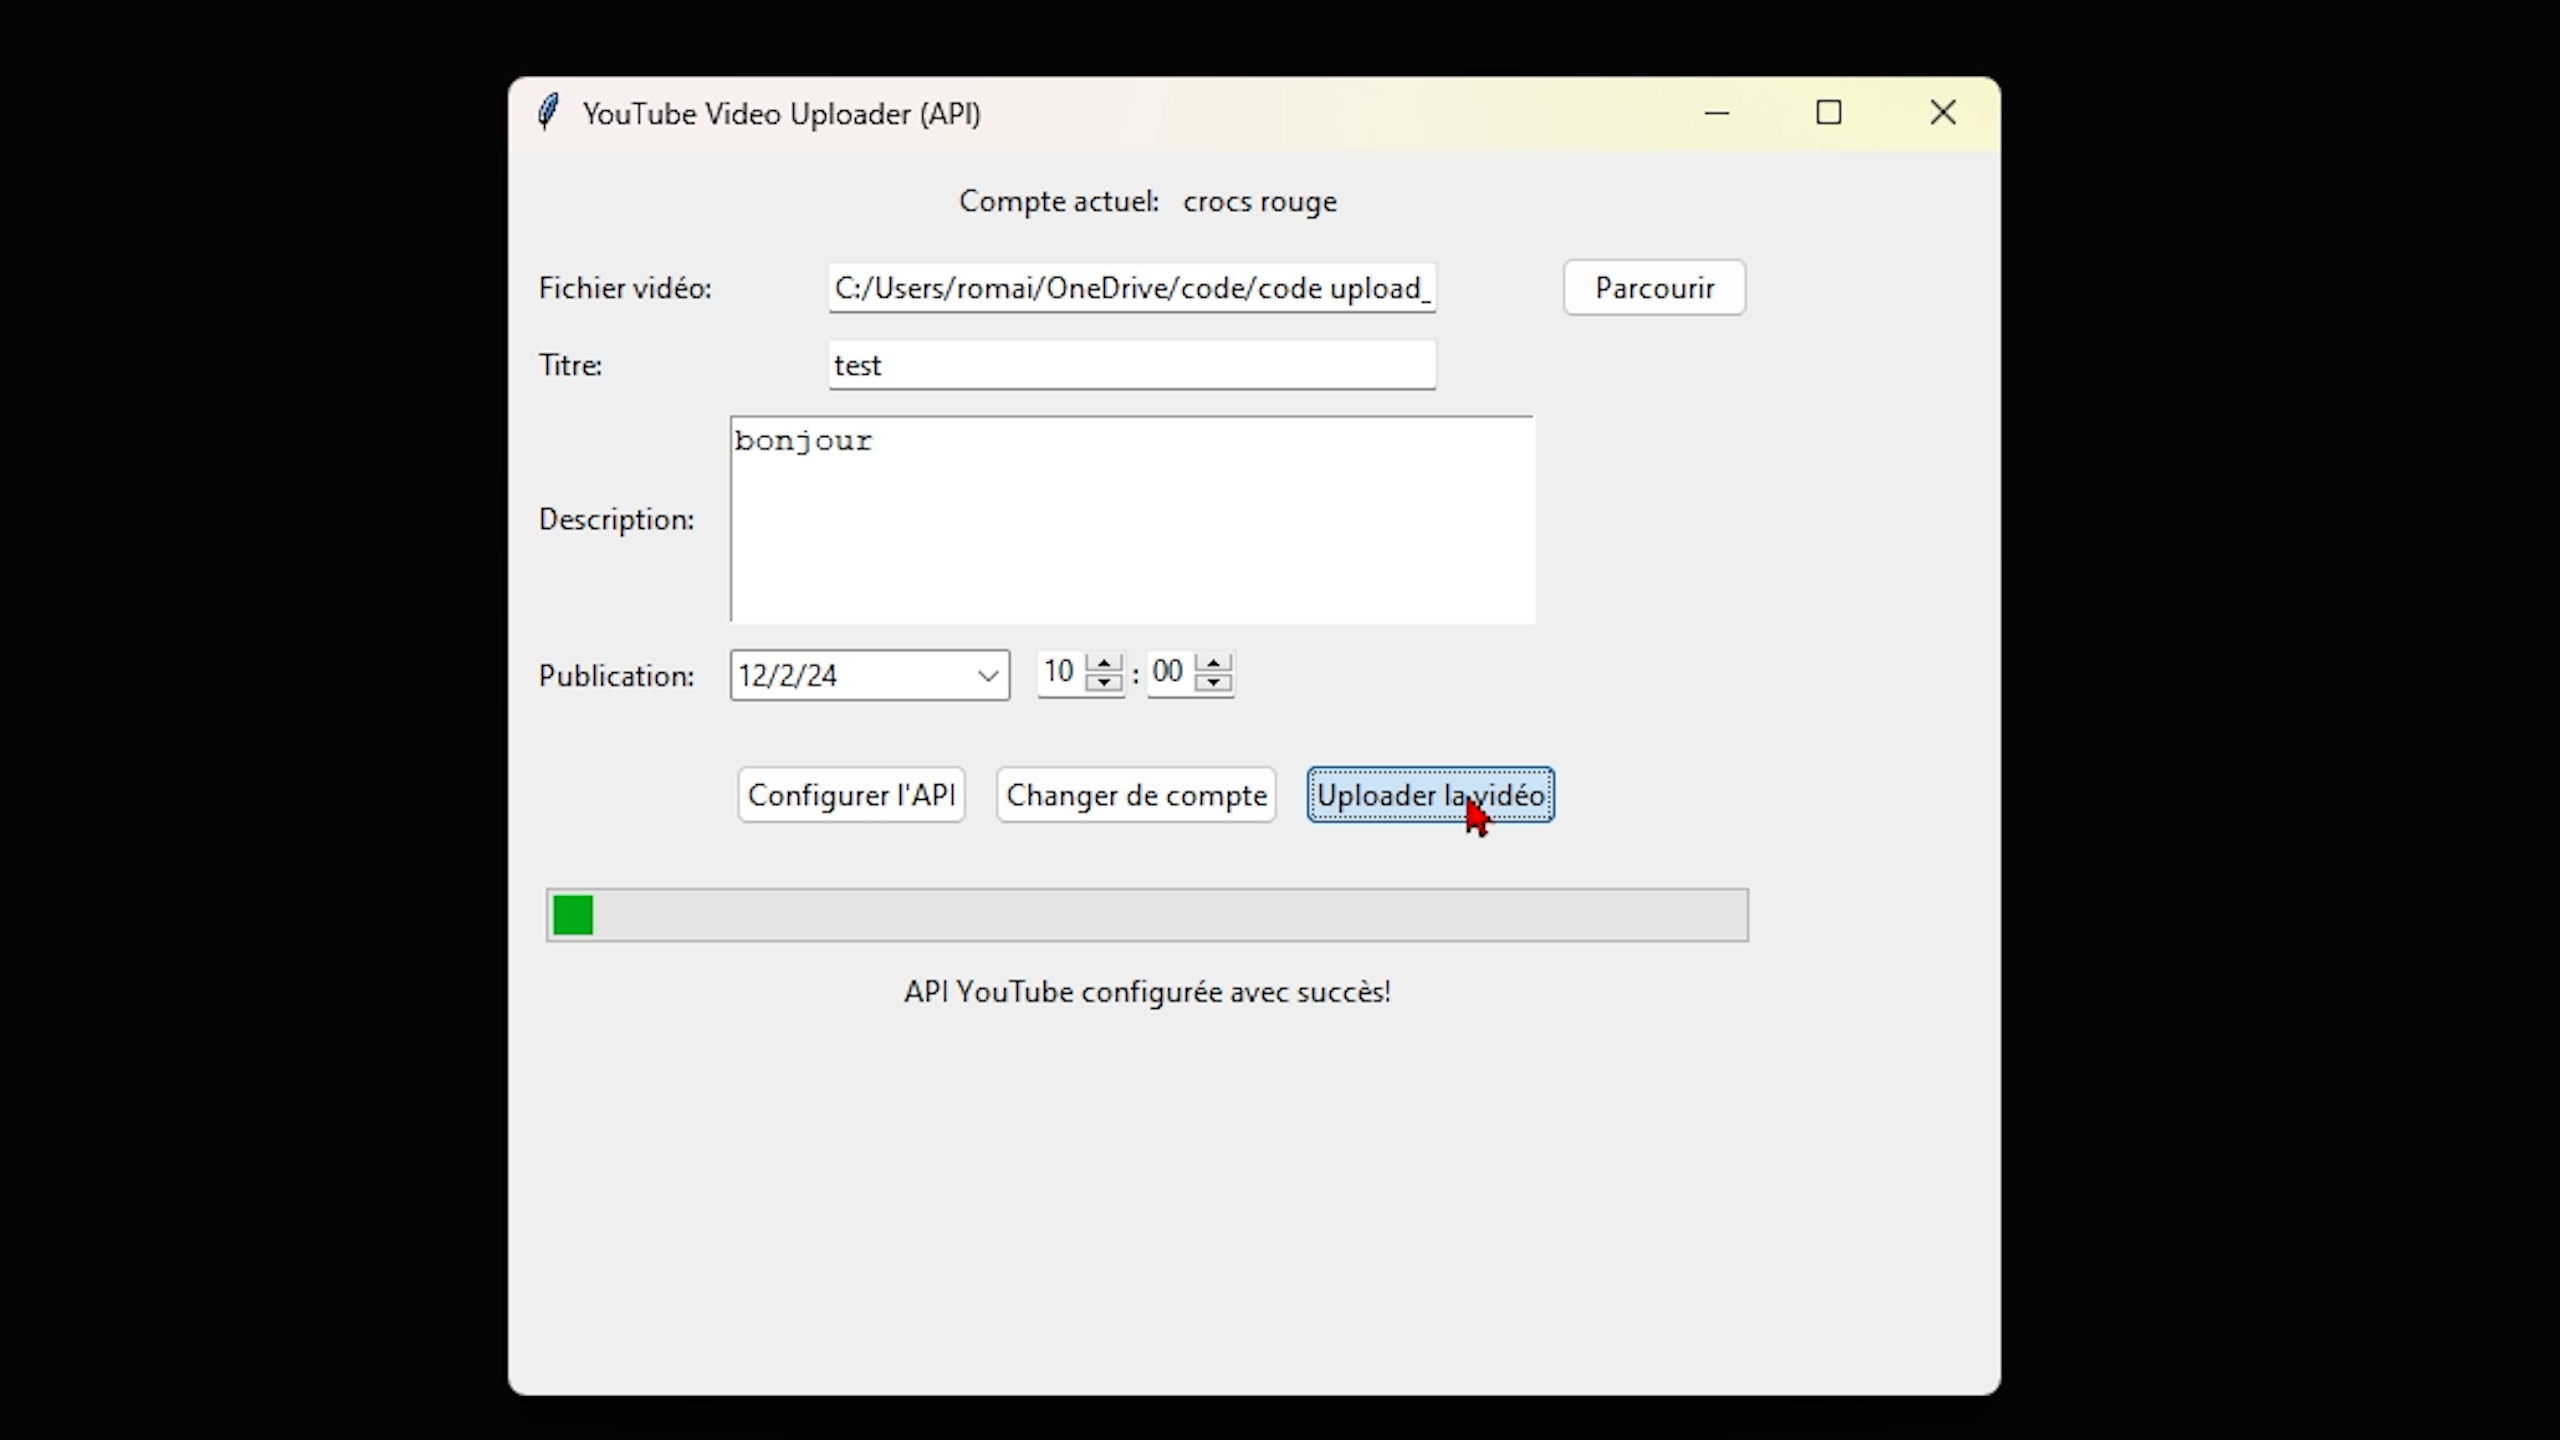 YouTube Video Uploader (API)
Compte actuel: crocs rouge
Fichier vidéo: C:/Users/romai/OneDrive/code/code upload_ Parcourir
Titre: test
bonjour
Description:
Publication: 12/2/24 10 : 00
Configurer l'API Changer de compte Uploader la vidéo
API YouTube configurée avec succès!